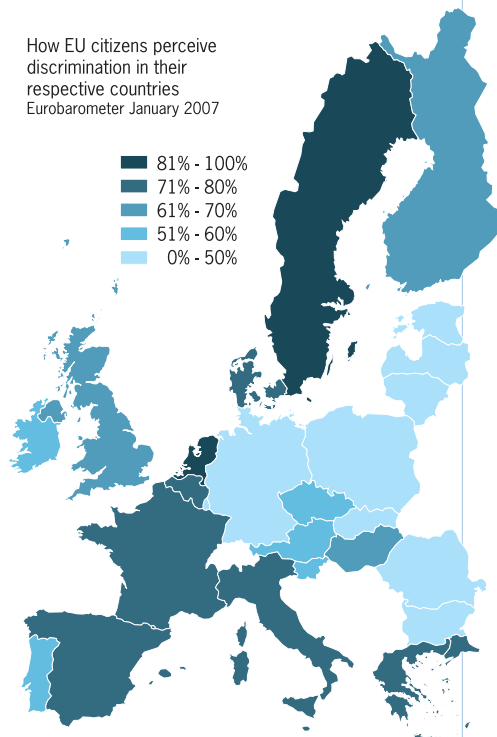 How EU citizens perceive
discrimination in their
respective countries
Eurobarometer January 2007
81% - 100%
71% - 80%
61% - 70%
51% - 60%
0% - 50%